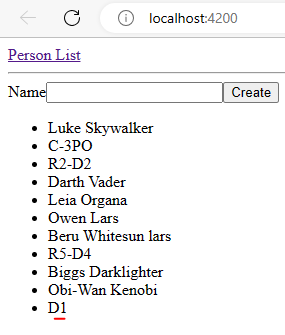 localhost:4200
Person List
Name Create
Luke Skywalker
C-3PO
R2-D2
Darth Vader
Leia Organa
Owen Lars
Beru Whitesun lars
R5-D4
Biggs Darklighter
Obi-Wan Kenobi
D1